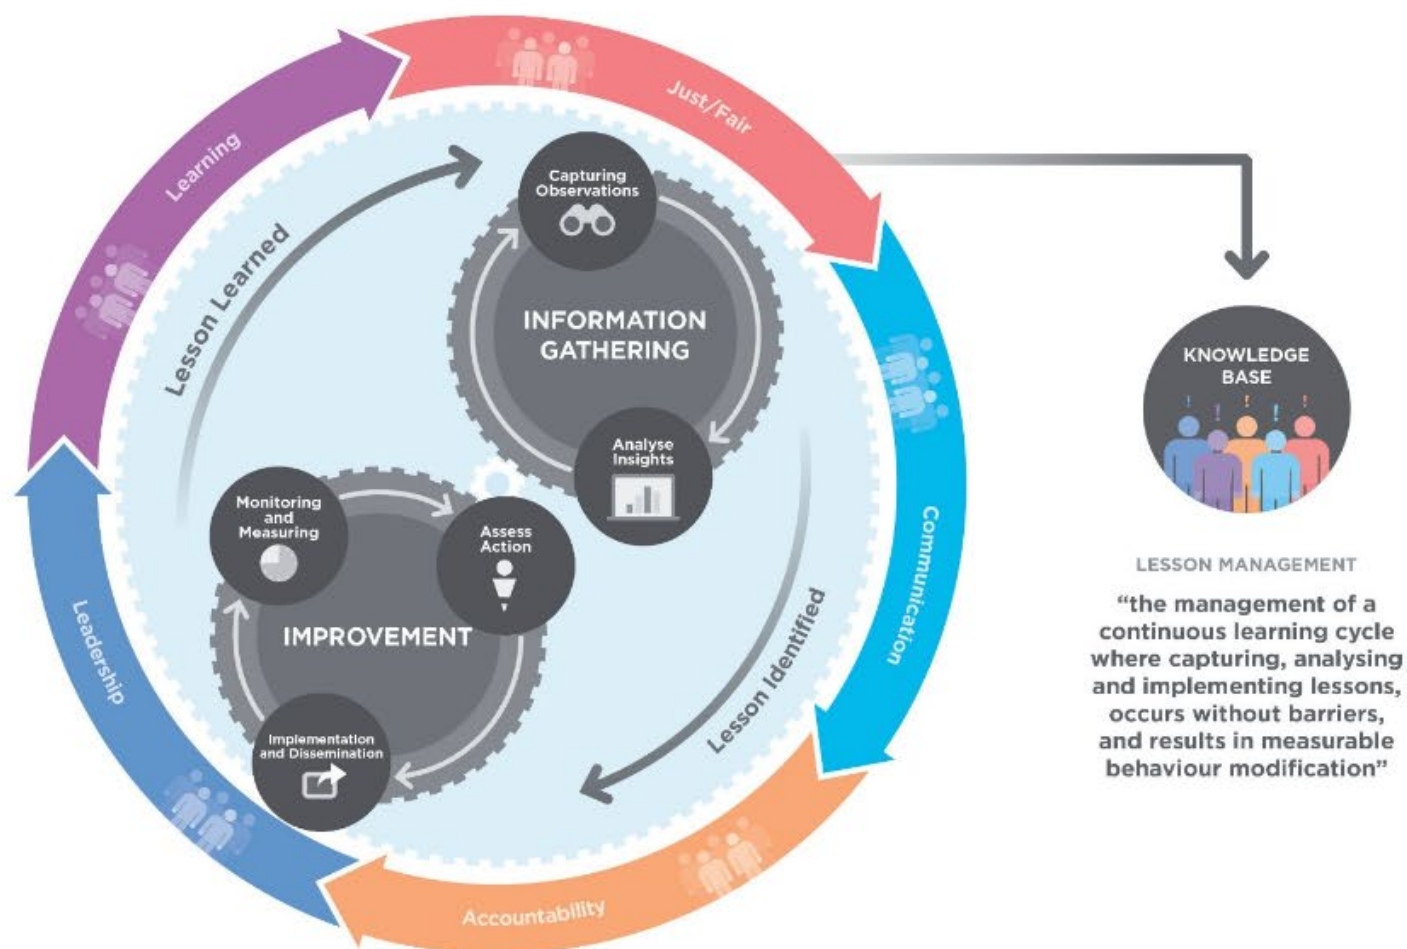 Just/Fair
Learning
Capturing
Observations
Lesson Learned
INFORMATION
GATHERING
KNOWLEDGE
BASE
! ! ! ! !
Analyse
Insights
Monitoring
and
Measuring
Assess
Action
Communication
LESSON MANAGEMENT
“the management of a
continuous learning cycle
where capturing, analysing
and implementing lessons,
occurs without barriers,
and results in measurable
behaviour modification”
Leadership
IMPROVEMENT
Lesson Identified
Implementation
and Dissemination
Accountability